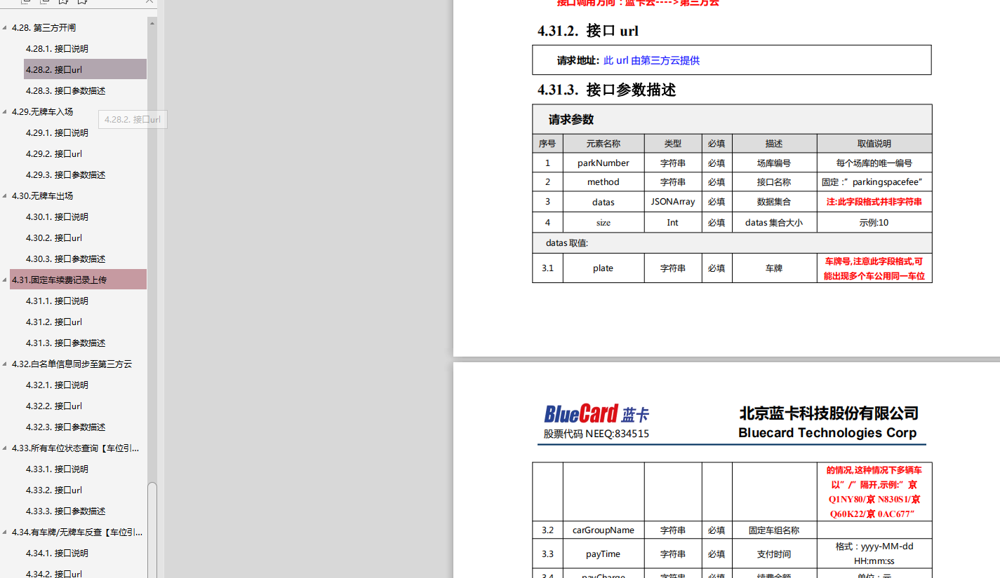 4.28. 第三方开闸
4.28.1. 接口说明
4.28.2. 接口url
4.28.3. 接口参数描述
4.29.无牌车入场
4.28.2. 接口url
4.29.1. 接口说明
4.29.2. 接口url
4.29.3. 接口参数描述
4.30.无牌车出场
4.30.1. 接口说明
4.30.2. 接口url
4.30.3. 接口参数描述
4.31.固定车续费记录上传
4.31.1. 接口说明
4.31.2. 接口url
4.31.3. 接口参数描述
4.32.白名单信息同步至第三方云
4.32.1. 接口说明
4.32.2. 接口url
4.32.3. 接口参数描述
4.33.所有车位状态查询【车位引...
4.33.1. 接口说明
4.33.2. 接口url
4.33.3. 接口参数描述
4.34.有车牌/无牌车反查【车位引...
4.34.1. 接口说明
4.34.2. 接口url
接口调用方向：蓝卡云---->第三方云
4.31.2. 接口 url
请求地址: 此 url 由第三方云提供
4.31.3. 接口参数描述
请求参数
序号 元素名称 类型 必填 描述 取值说明
1 parkNumber 字符串 必填 场库编号 每个场库的唯一编号
2 method 字符串 必填 接口名称 固定：”parkingspacefee”
3 datas JSONArray 必填 数据集合 注:此字段格式并非字符串
4 size Int 必填 datas 集合大小 示例:10
datas 取值:
3.1 plate 字符串 必填 车牌 车牌号,注意此字段格式,可
能出现多个车公用同一车位
BlueCard 蓝卡
股票代码 NEEQ:834515
北京蓝卡科技股份有限公司
Bluecard Technologies Corp
的情况,这种情况下多辆车
以”/”隔开,示例:”京
Q1NY80/京 N830S1/京
Q60K22/京 0AC677”
3.2 carGroupName 字符串 必填 固定车组名称
3.3 payTime 字符串 必填 支付时间 格式：yyyy-MM-dd
HH:mm:ss
3.4 payCharge 字符串 必填 续费金额 单位：元